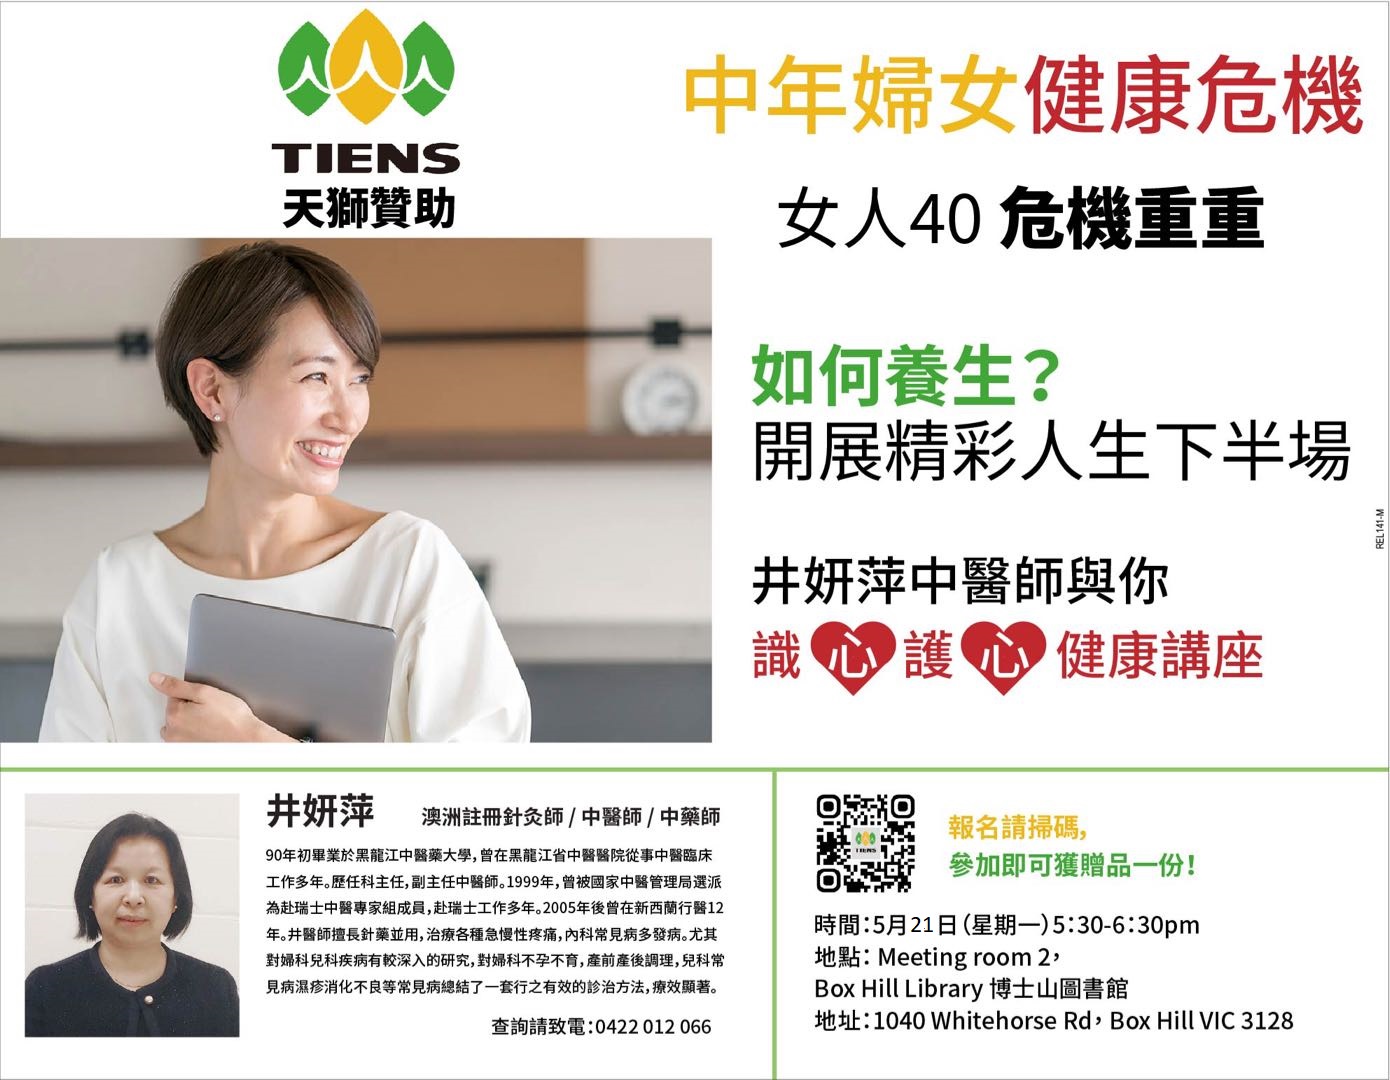 TIENS
天獅贊助
中年婦女健康危機
女人40 危機重重
如何養生？
開展精彩人生下半場
井妍萍中醫師與你
識心護心健康講座
REL141-M
井妍萍 澳洲註冊針灸師 / 中醫師 / 中藥師
90年初畢業於黑龍江中醫藥大學，曾在黑龍江省中醫醫院從事中醫臨床
工作多年。歷任科主任，副主任中醫師。1999年，曾被國家中醫管理局選派
為赴瑞士中醫專家組成員，赴瑞士工作多年。2005年後曾在新西蘭行醫12
年。井醫師擅長針藥並用，治療各種急慢性疼痛，內科常見病多發病。尤其
對婦科兒科疾病有較深入的研究，對婦科不孕不育，產前產後調理，兒科常
見病濕疹消化不良等常見病總結了一套行之有效的診治方法，療效顯著。
查詢請致電：0422 012 066
TIENS
報名請掃碼，
參加即可獲贈品一份！
時間：5月21日（星期一）5：30-6：30pm
地點： Meeting room 2，
Box Hill Library 博士山圖書館
地址：1040 Whitehorse Rd，Box Hill VIC 3128